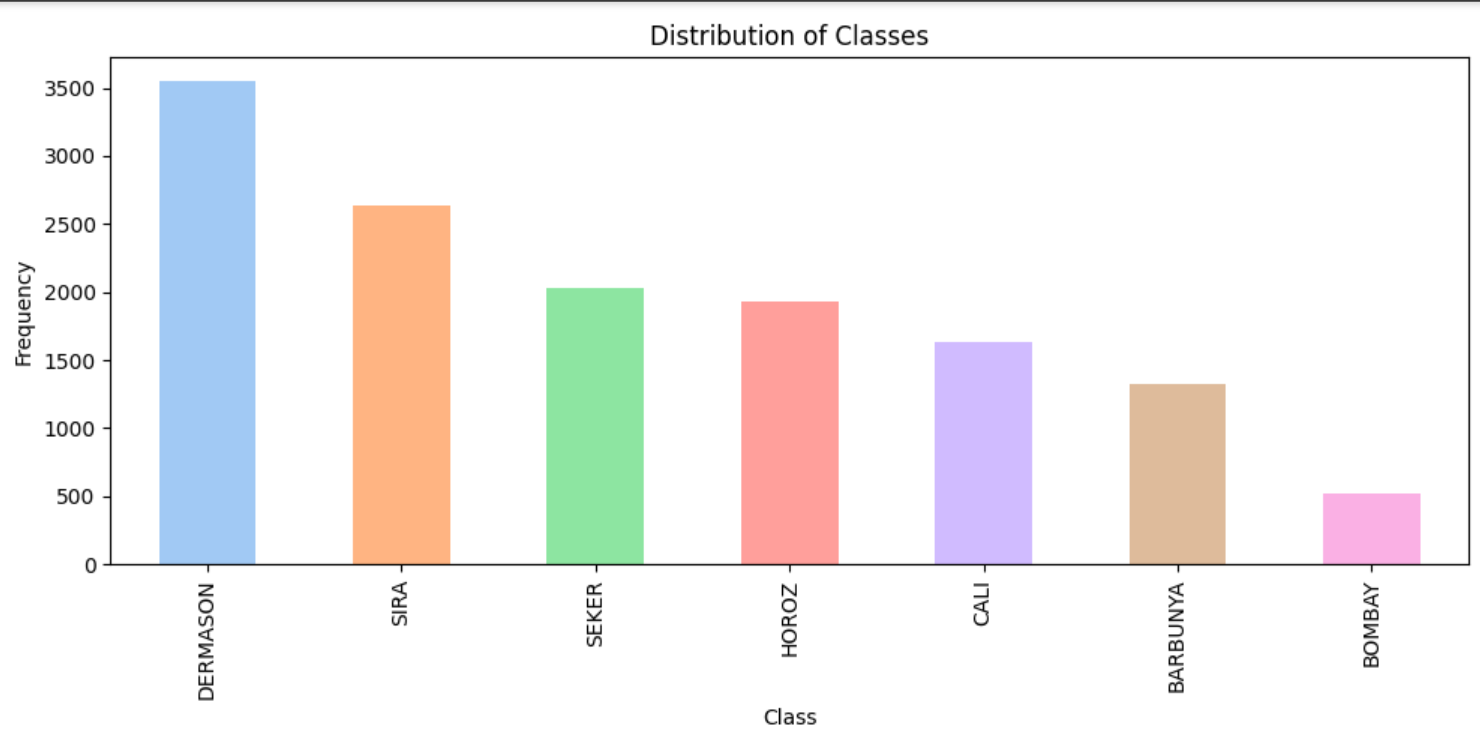 Distribution of Classes
Frequency
3500
3000
2500
2000
1500
1000
500
0
DERMASON
SIRA
SEKER
HOROZ
CALI
BARBUNYA
BOMBAY
Class